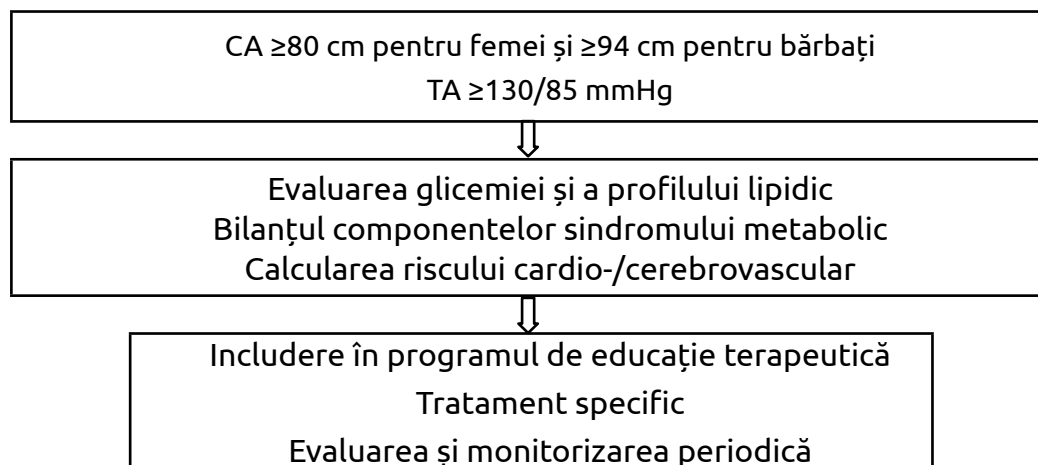 CA ≥80 cm pentru femei și ≥94 cm pentru bărbați
TA ≥130/85 mmHg
Evaluarea glicemiei și a profilului lipidic
Bilanțul componentelor sindromului metabolic
Calcularea riscului cardio-/cerebrovascular
Includere în programul de educație terapeutică
Tratament specific
Evaluarea și monitorizarea periodică